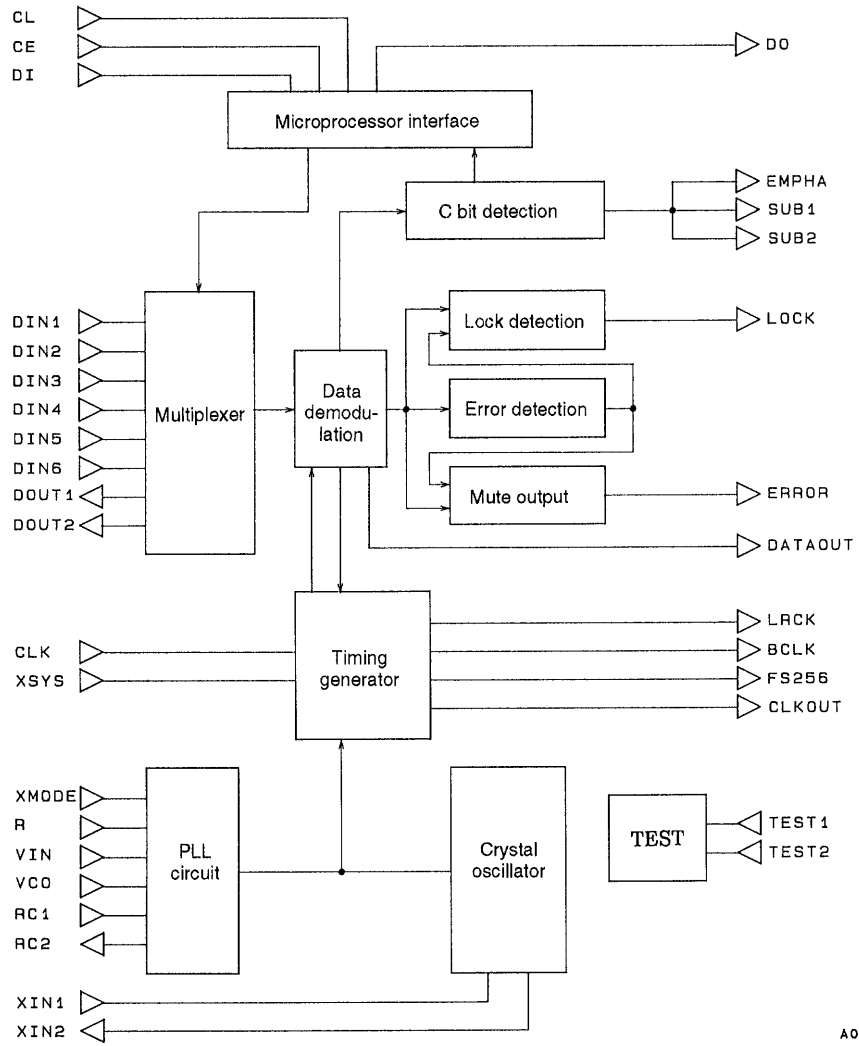 CL
CE
DI
DO
Microprocessor interface
C bit detection
EMPHA
SUB1
SUB2
DIN1
DIN2
DIN3
DIN4
DIN5
DIN6
DOUT1
DOUT2
Multiplexer
Data
demodu-
lation
Lock detection
LOCK
Error detection
Mute output
ERROR
DATAOUT
CLK
XSYS
Timing
generator
LRCK
BCLK
FS256
CLKOUT
XMODE
R
VIN
VCO
RC1
RC2
PLL
circuit
Crystal
oscillator
TEST
TEST1
TEST2
XIN1
XIN2
A0